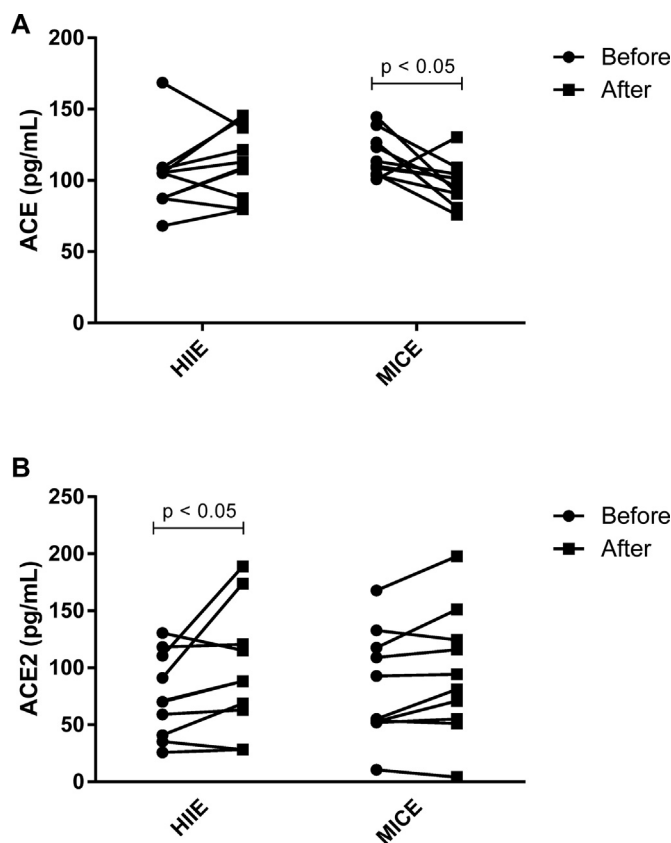 A
200
150
100
50
0
ACE (pg/mL)
p < 0.05
Before
After
HIIE
MICE
B
250
200
150
100
50
0
ACE2 (pg/mL)
p < 0.05
Before
After
HIIE
MICE